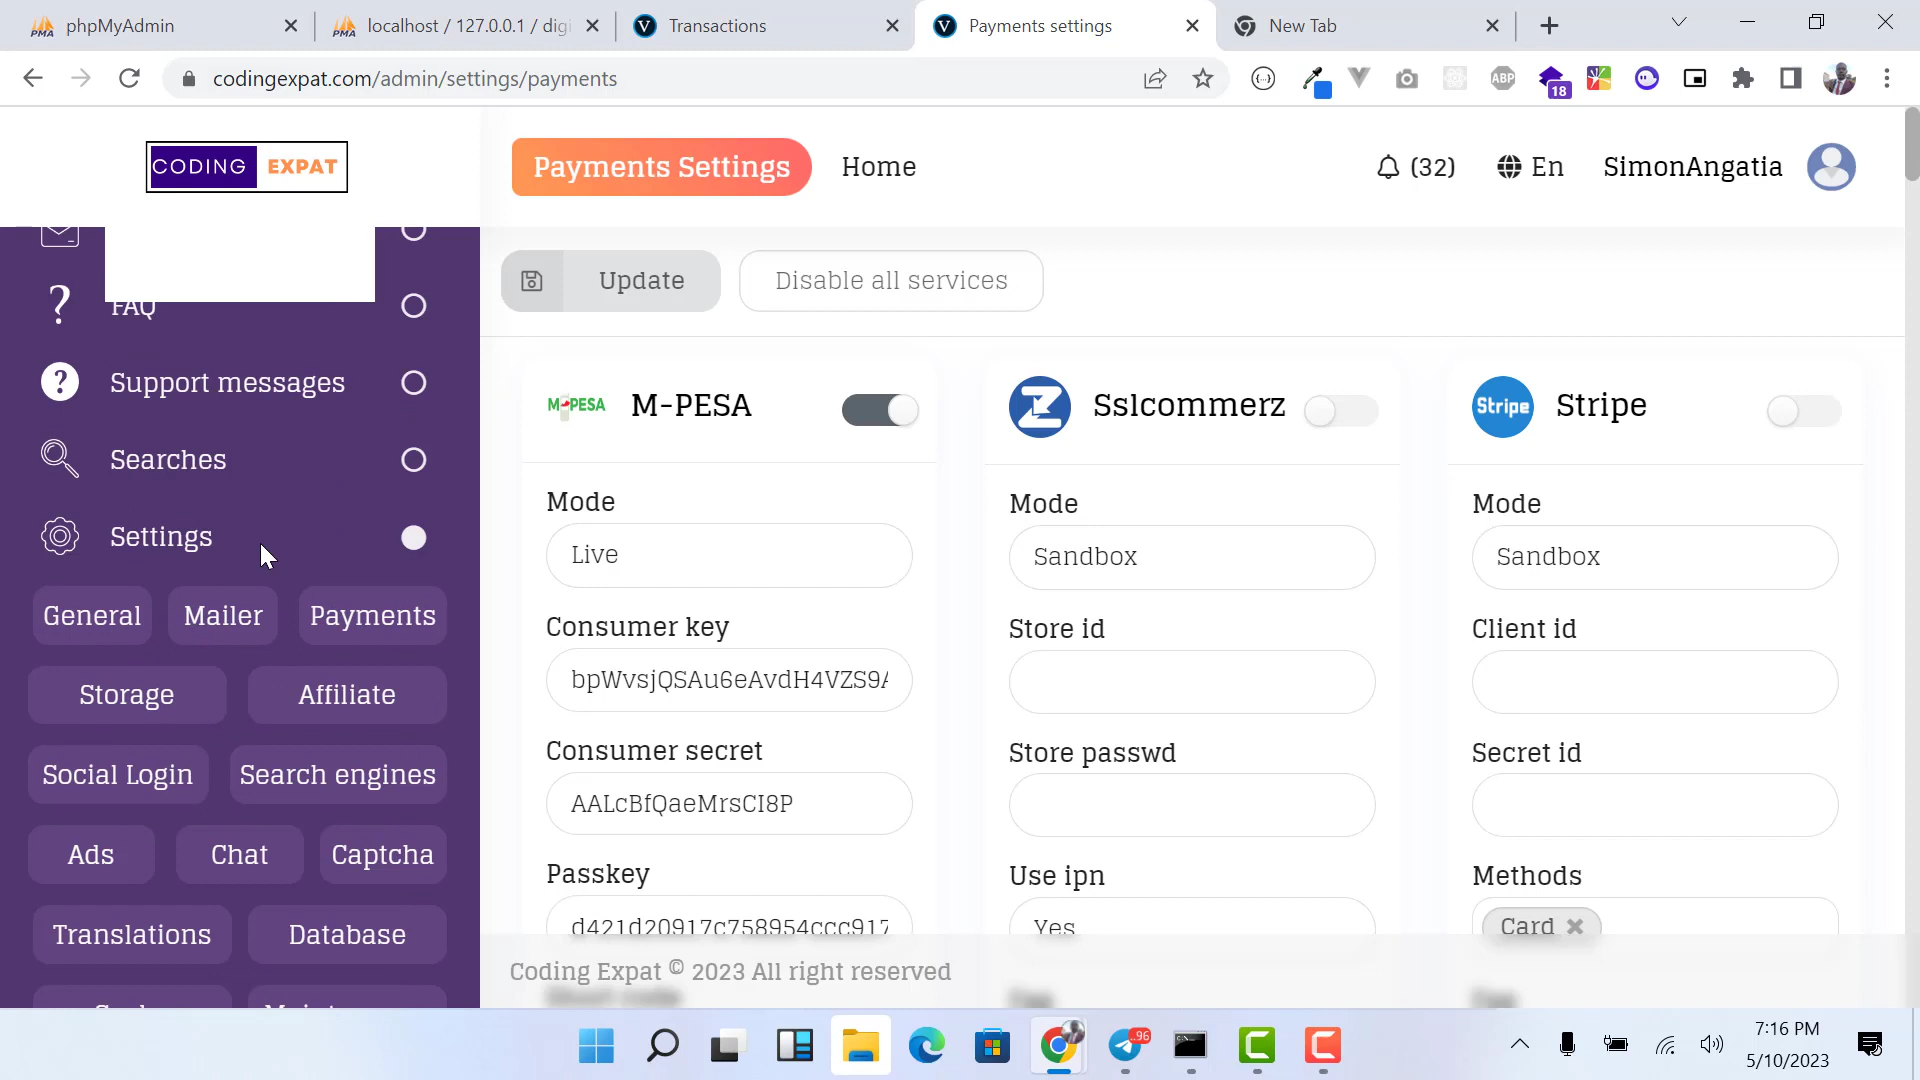 phpMyAdmin
localhost / 127.0.0.1 / digi
Transactions
Payments settings
New Tab
codingexpat.com/admin/settings/payments
ABP
18
CODING EXPAT
Payments Settings
Home
(32)
En
SimonAngatia
Update
Disable all services
FAQ
Support messages
Searches
Settings
General
Mailer
Payments
Storage
Affiliate
Social Login
Search engines
Ads
Chat
Captcha
Translations
Database
M-PESA
M-PESA
Mode
Live
Consumer key
bpWvsjQSAu6eAvdH4VZS9A
Consumer secret
AALcBfQaeMrsCI8P
Passkey
d421d20917c758954ccc917
Short code
Sslcommerz
Mode
Sandbox
Store id
Store passwd
Use ipn
Yes
Stripe
Stripe
Mode
Sandbox
Client id
Secret id
Methods
Card
Coding Expat © 2023 All right reserved
96
7:16 PM
5/10/2023